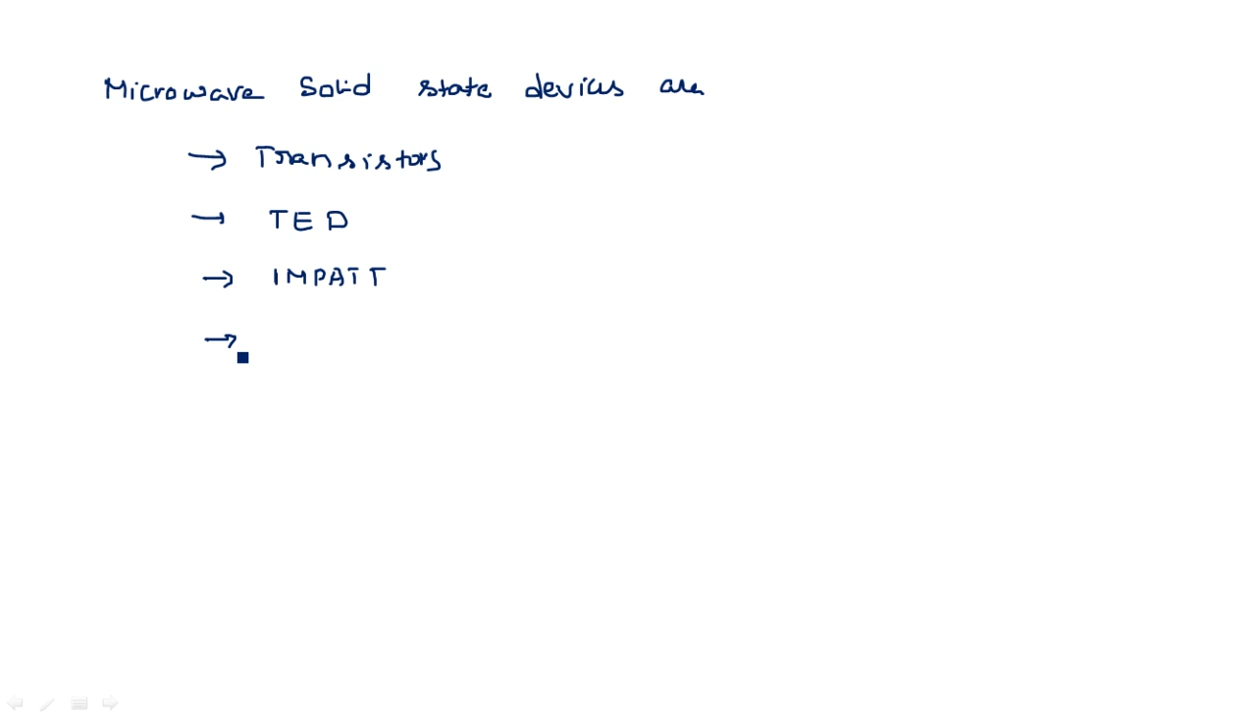 Microwave Solid state devices are
→ Transistors
→ TED
→ IMPATT
→